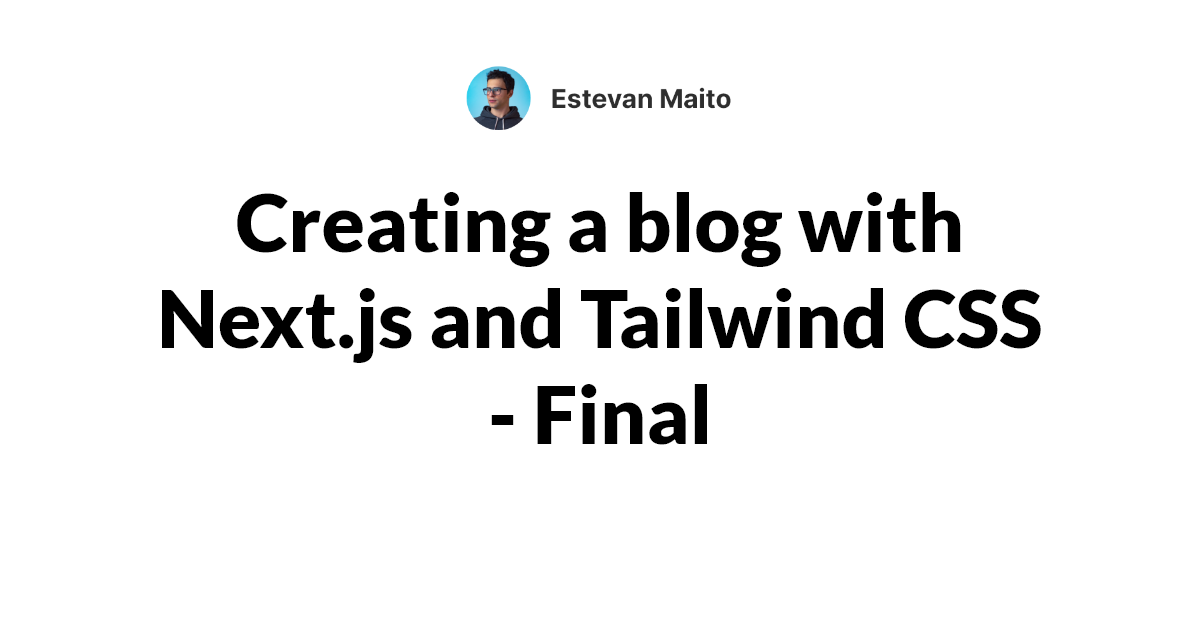 Estevan Maito
Creating a blog with
Next.js and Tailwind CSS
- Final